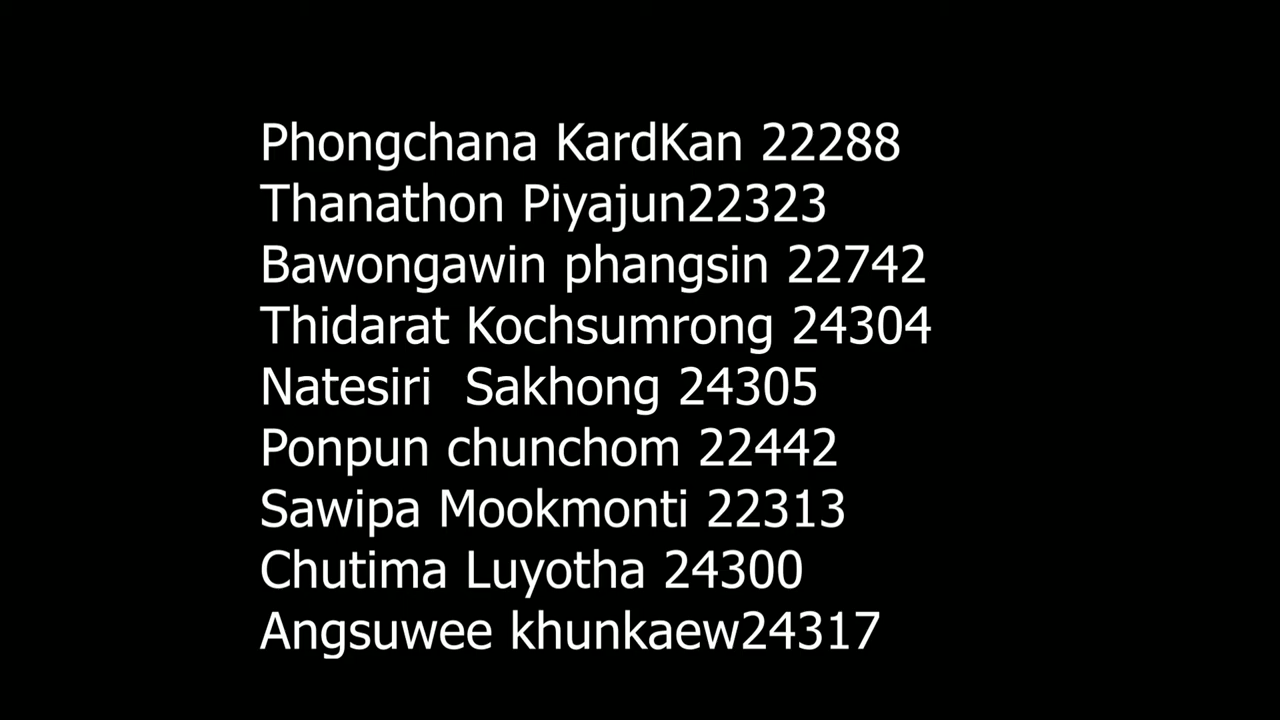 Phongchana KardKan 22288
Thanathon Piyajun22323
Bawongawin phangsin 22742
Thidarat Kochsumrong 24304
Natesiri  Sakhong 24305
Ponpun chunchom 22442
Sawipa Mookmonti 22313
Chutima Luyotha 24300
Angsuwee khunkaew24317